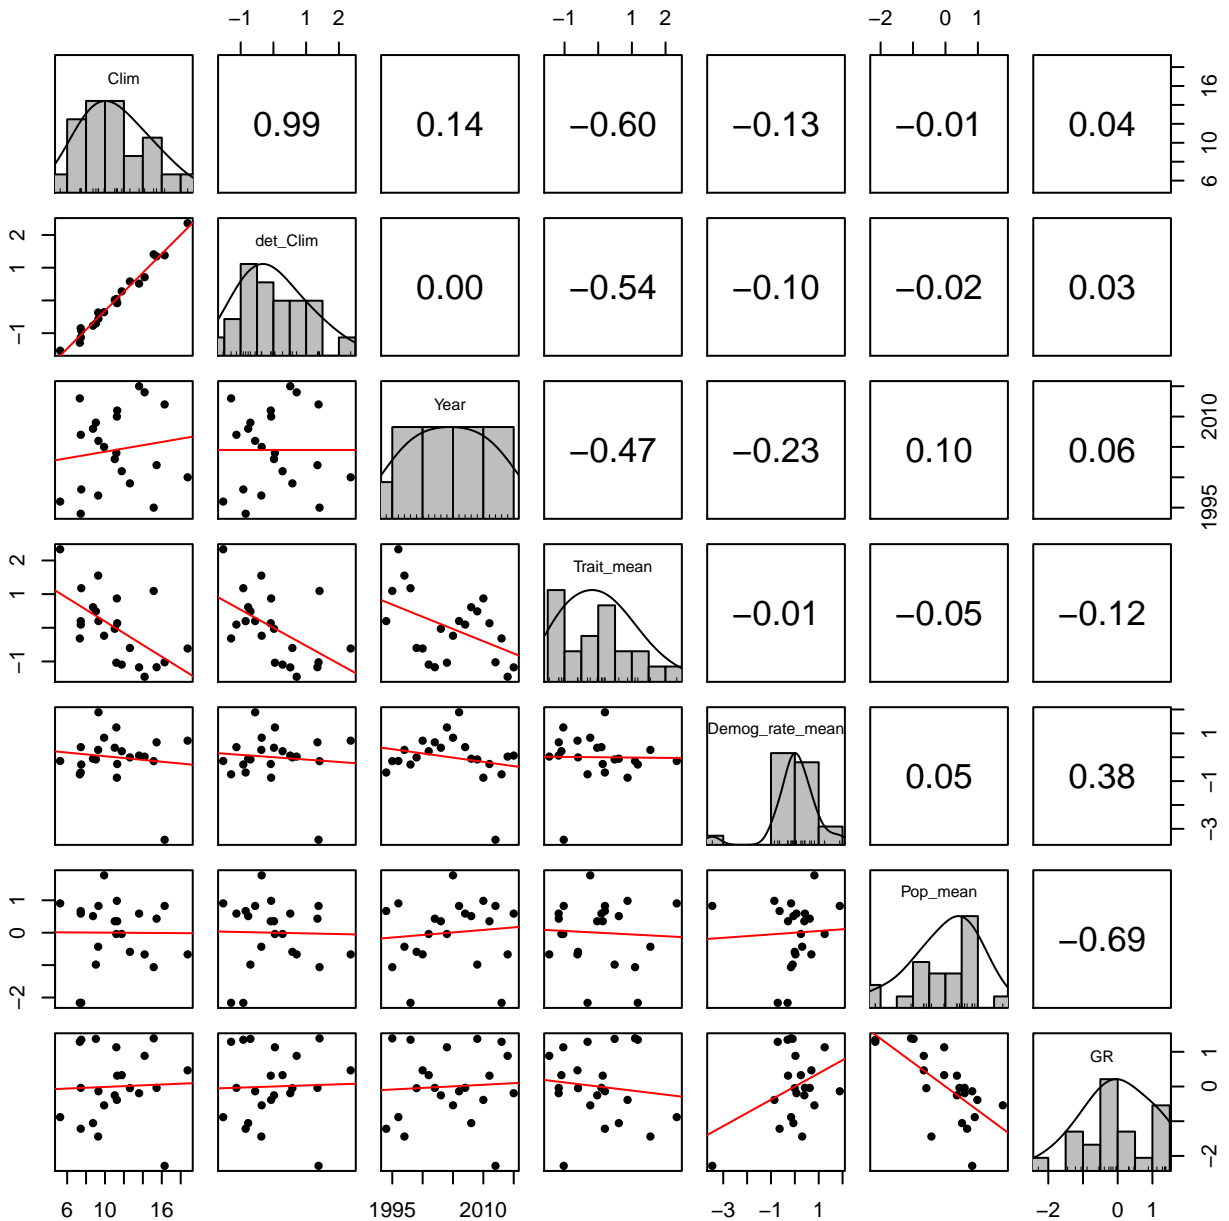 −1 1 2 −1 1 2 −2 0 1
Clim
0.99 0.14 −0.60 −0.13 −0.01 0.04
6 10 16
det_Clim
0.00 −0.54 −0.10 −0.02 0.03
−1 1 2
Year
−0.47 −0.23 0.10 0.06
1995 2010
Trait_mean
−0.01 −0.05 −0.12
−1 1 2
Demog_rate_mean
0.05 0.38
−3 −1 1
Pop_mean
−0.69
−2 0 1
GR
−2 0 1
6 10 16 1995 2010 −3 −1 1 −2 0 1